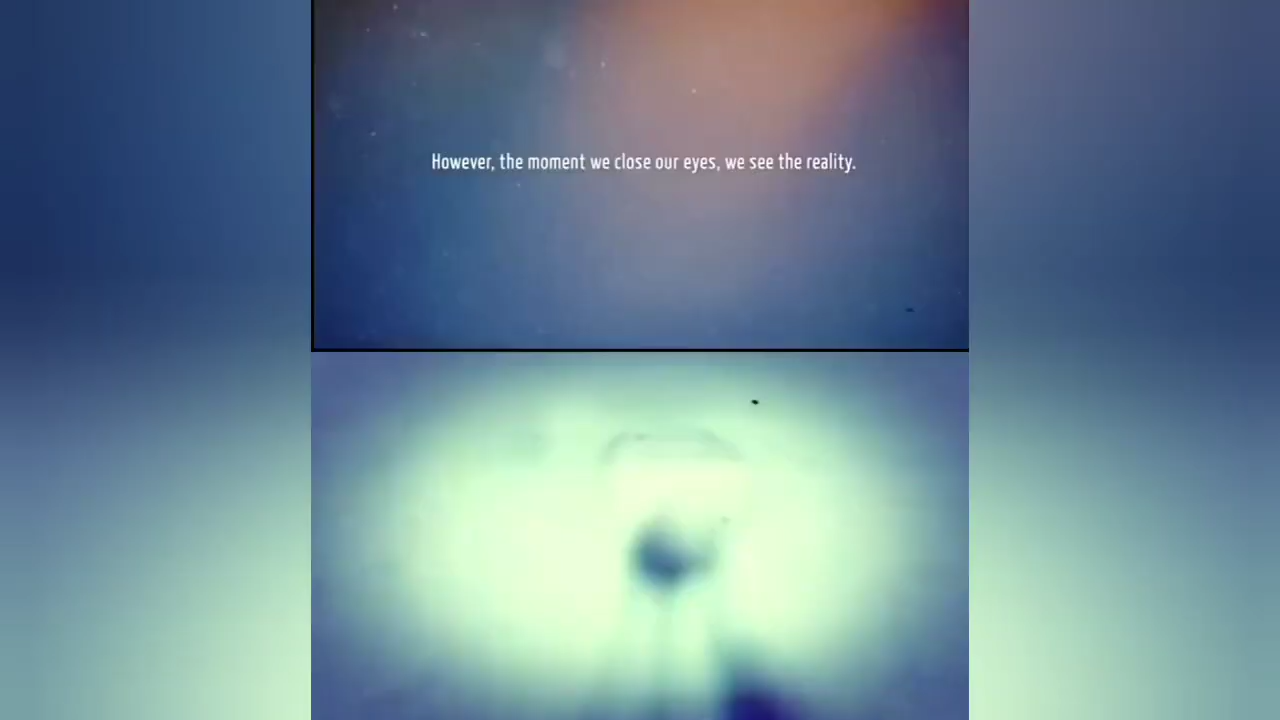 However, the moment we close our eyes, we see the reality.